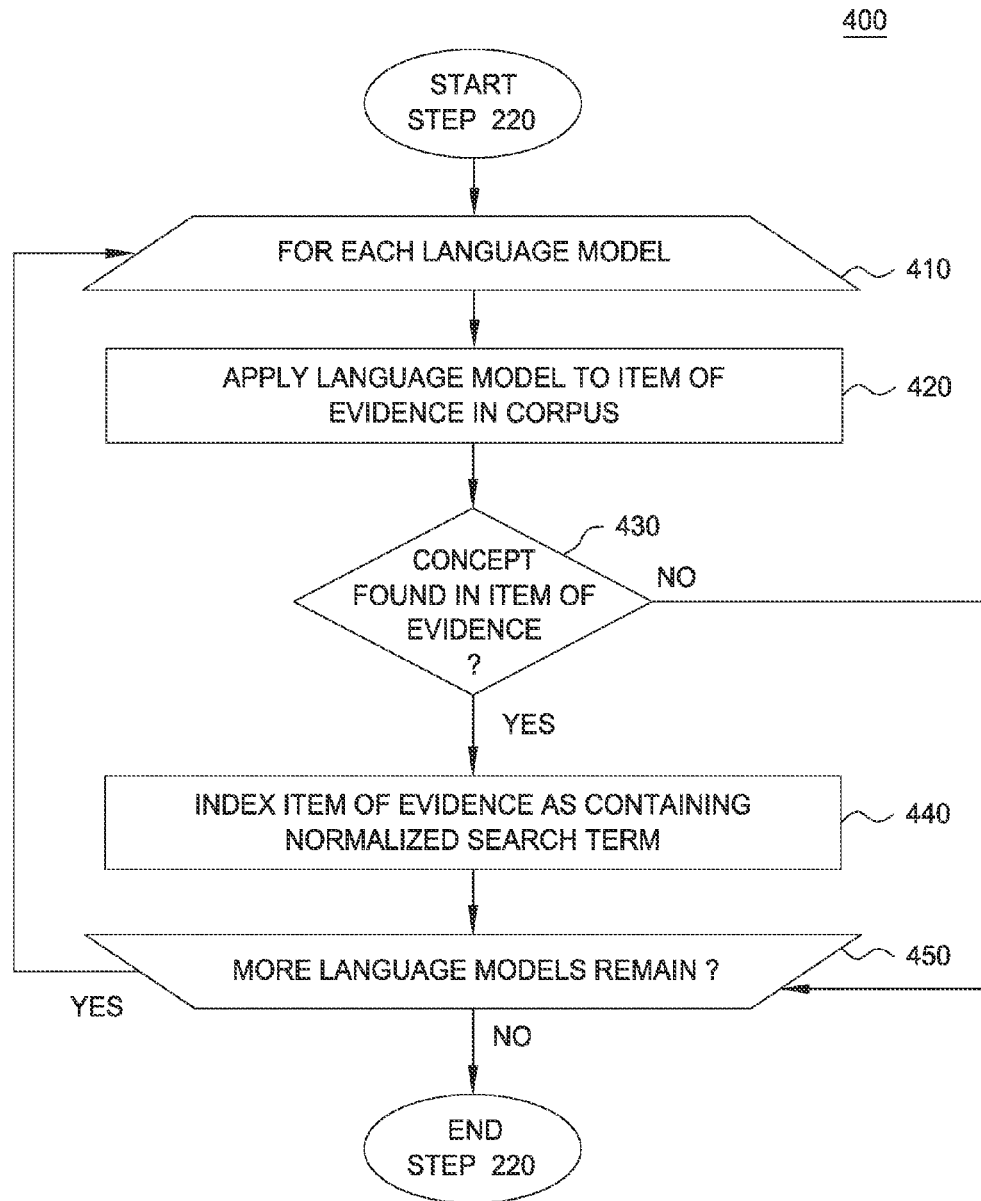 400
START
STEP 220
FOR EACH LANGUAGE MODEL
410
APPLY LANGUAGE MODEL TO ITEM OF
EVIDENCE IN CORPUS
420
430
CONCEPT
FOUND IN ITEM OF
EVIDENCE
?
NO
YES
INDEX ITEM OF EVIDENCE AS CONTAINING
NORMALIZED SEARCH TERM
440
MORE LANGUAGE MODELS REMAIN ?
450
YES
NO
END
STEP 220